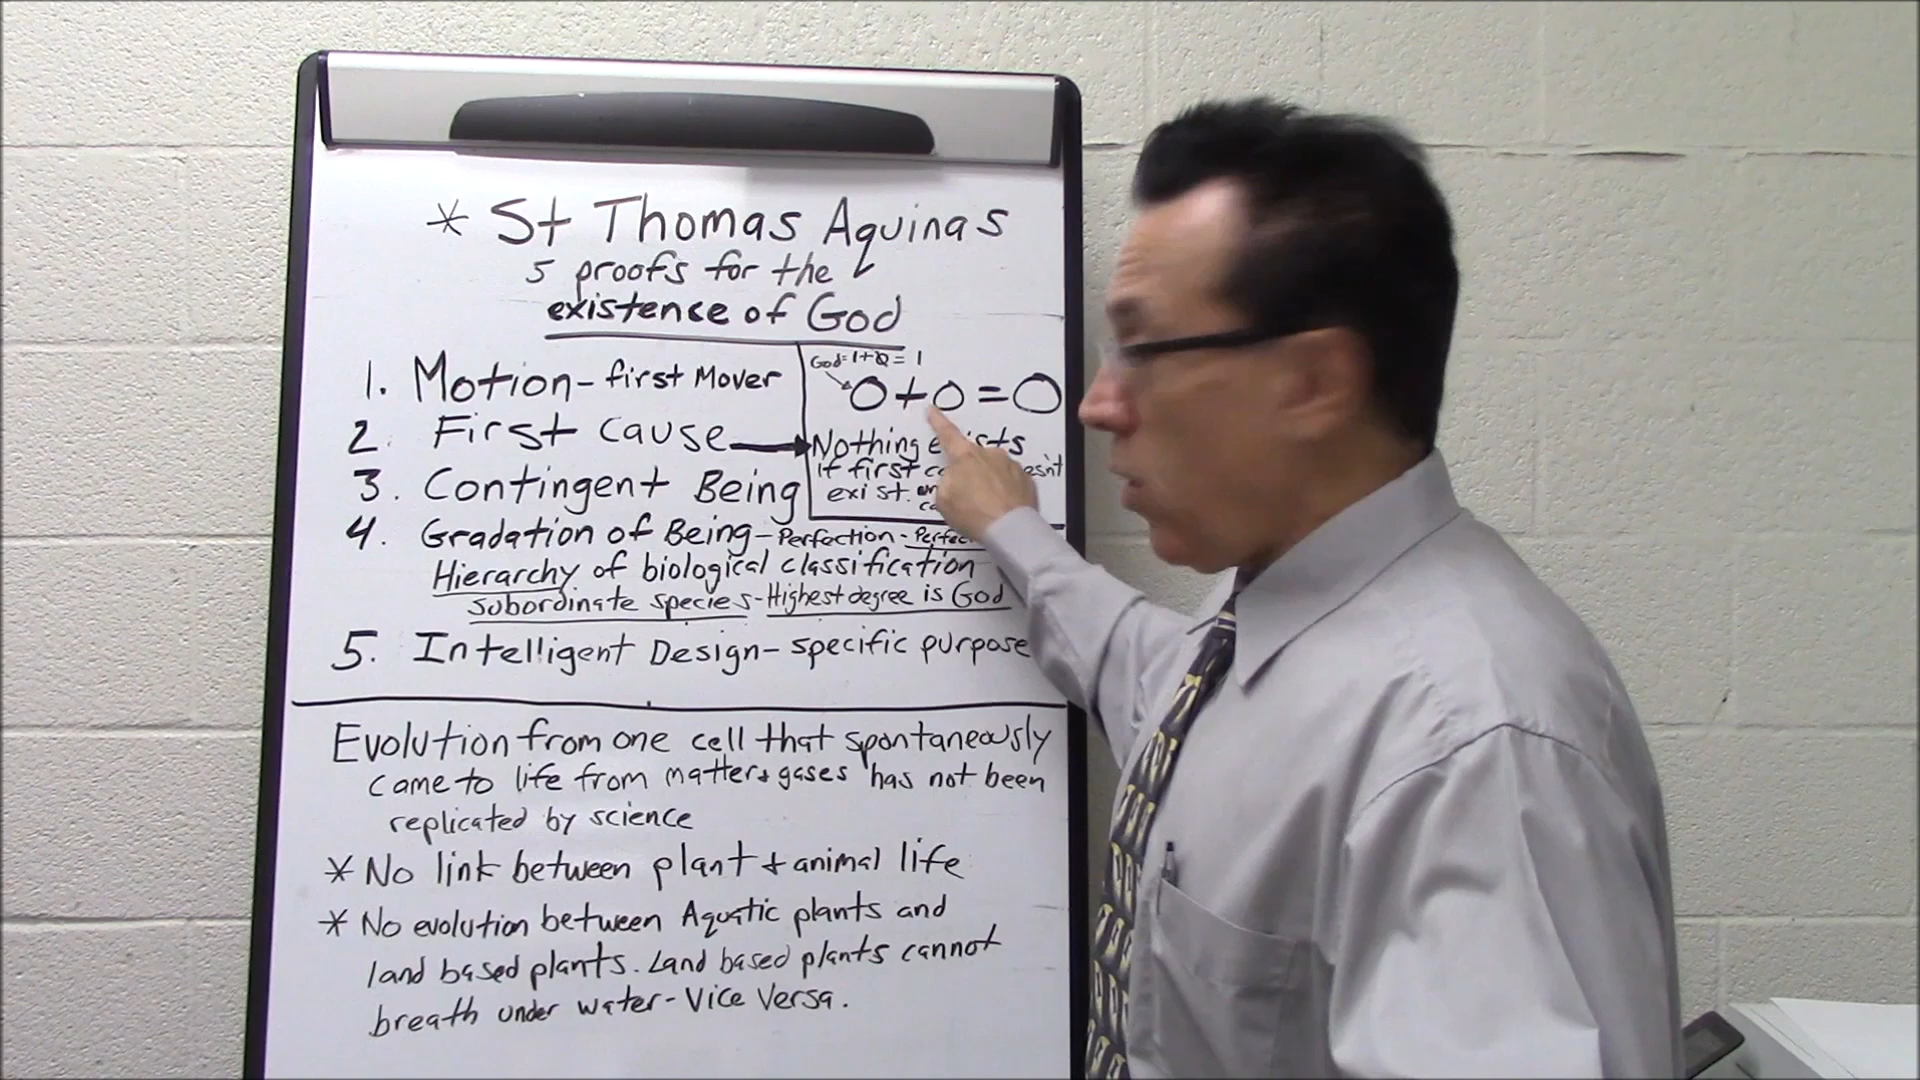 * St Thomas Aquinas
5 proofs for the
existence of God
1. Motion - first Mover
2. First cause
3. Contingent Being
God = 1+0 = 1
0+0=0
Nothing exists
if first
exist.
4. Gradation of Being - Perfection -
Hierarchy of biological classification
subordinate species - Highest degree is God
5. Intelligent Design - specific purpose
Evolution from one cell that spontaneously
came to life from matter + gases has not been
replicated by science
* No link between plant + animal life
* No evolution between Aquatic plants and
land based plants. Land based plants cannot
breath under water - Vice Versa.